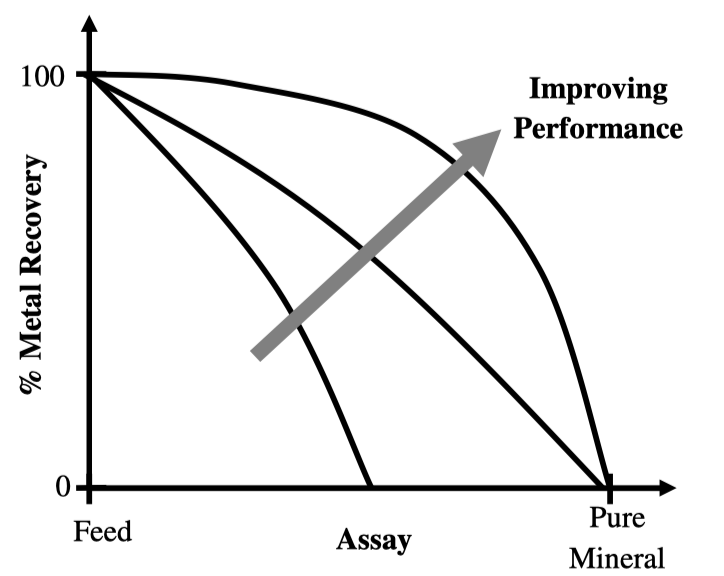 100
Improving
Performance
% Metal Recovery
0
Feed
Assay
Pure
Mineral